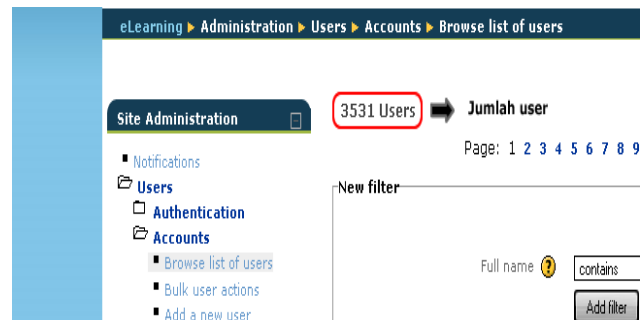 eLearning ► Administration ► Users ► Accounts ► Browse list of users
Site Administration
3531 Users
Jumlah user
Page: 1 2 3 4 5 6 7 8 9
Notifications
Users
Authentication
Accounts
Browse list of users
Bulk user actions
Add a new user
New filter
Full name ? contains
Add filter